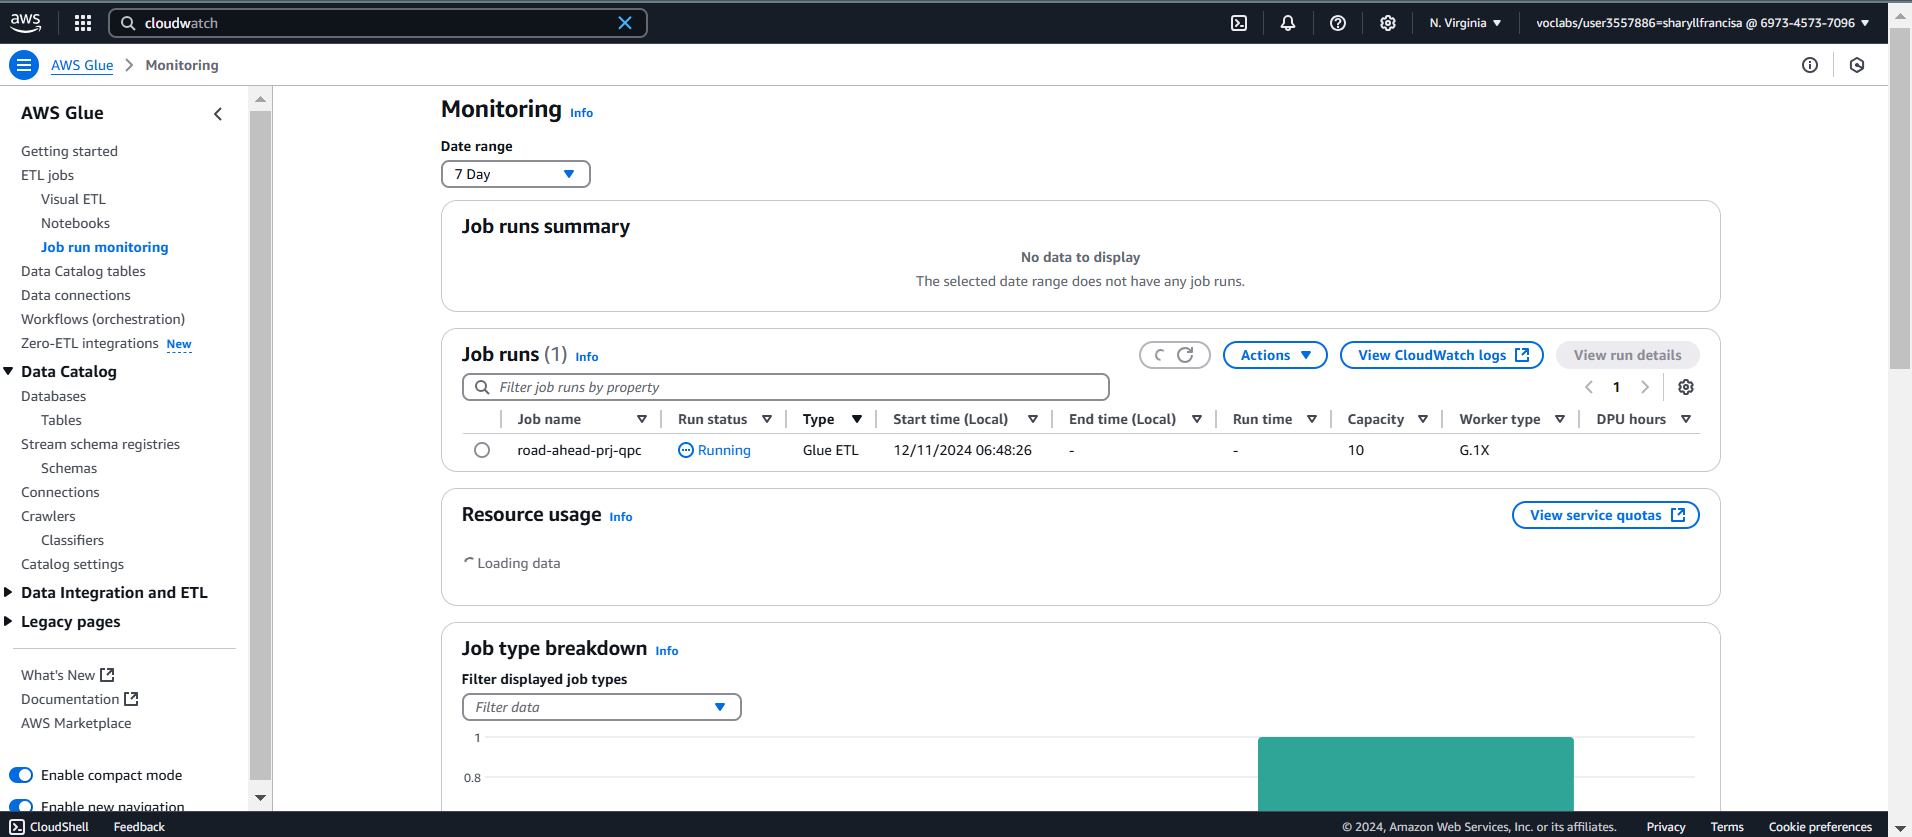 aws
cloudwatch
N. Virginia
voclabs/user3557886=sharyllfrancisa @ 6973-4573-7096
AWS Glue
Monitoring
AWS Glue
Getting started
ETL jobs
Visual ETL
Notebooks
Job run monitoring
Data Catalog tables
Data connections
Workflows (orchestration)
Zero-ETL integrations New
Data Catalog
Databases
Tables
Stream schema registries
Schemas
Connections
Crawlers
Classifiers
Catalog settings
Data Integration and ETL
Legacy pages
What's New
Documentation
AWS Marketplace
Enable compact mode
Enable new navigation
Monitoring Info
Date range
7 Day
Job runs summary
No data to display
The selected date range does not have any job runs.
Job runs (1) Info
Actions
View CloudWatch logs
View run details
Filter job runs by property
1
Job name Run status Type Start time (Local) End time (Local) Run time Capacity Worker type DPU hours
road-ahead-prj-qpc Running Glue ETL 12/11/2024 06:48:26 - - 10 G.1X
Resource usage Info
View service quotas
Loading data
Job type breakdown Info
Filter displayed job types
Filter data
1
0.8
CloudShell Feedback © 2024, Amazon Web Services, Inc. or its affiliates. Privacy Terms Cookie preferences